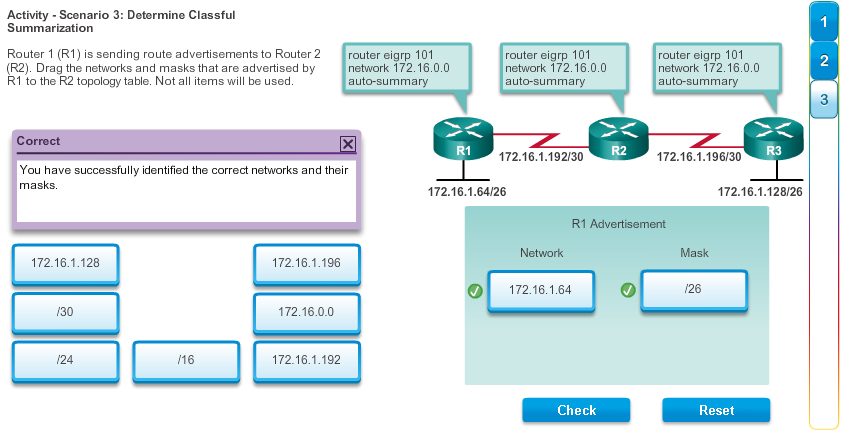 Activity - Scenario 3: Determine Classful
Summarization
Router 1 (R1) is sending route advertisements to Router 2
(R2). Drag the networks and masks that are advertised by
R1 to the R2 topology table. Not all items will be used.
router eigrp 101
network 172.16.0.0
auto-summary
router eigrp 101
network 172.16.0.0
auto-summary
router eigrp 101
network 172.16.0.0
auto-summary
1
2
3
R1
172.16.1.192/30
R2
172.16.1.196/30
R3
172.16.1.64/26
172.16.1.128/26
Correct
You have successfully identified the correct networks and their
masks.
172.16.1.128
172.16.1.196
/30
172.16.0.0
/24
/16
172.16.1.192
R1 Advertisement
Network
Mask
172.16.1.64
/26
Check
Reset